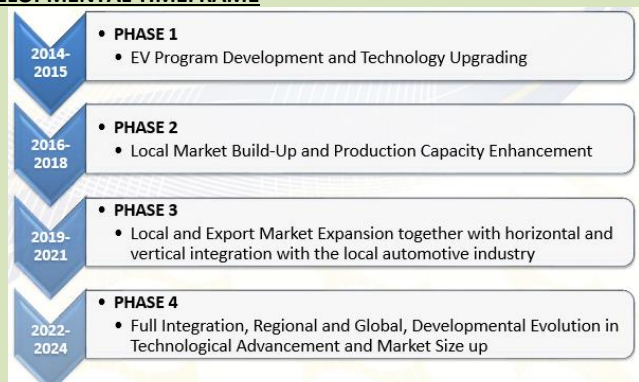 2014-
2015
• PHASE 1
• EV Program Development and Technology Upgrading
2016-
2018
• PHASE 2
• Local Market Build-Up and Production Capacity Enhancement
2019-
2021
• PHASE 3
• Local and Export Market Expansion together with horizontal and
vertical integration with the local automotive industry
2022-
2024
• PHASE 4
• Full Integration, Regional and Global, Developmental Evolution in
Technological Advancement and Market Size up